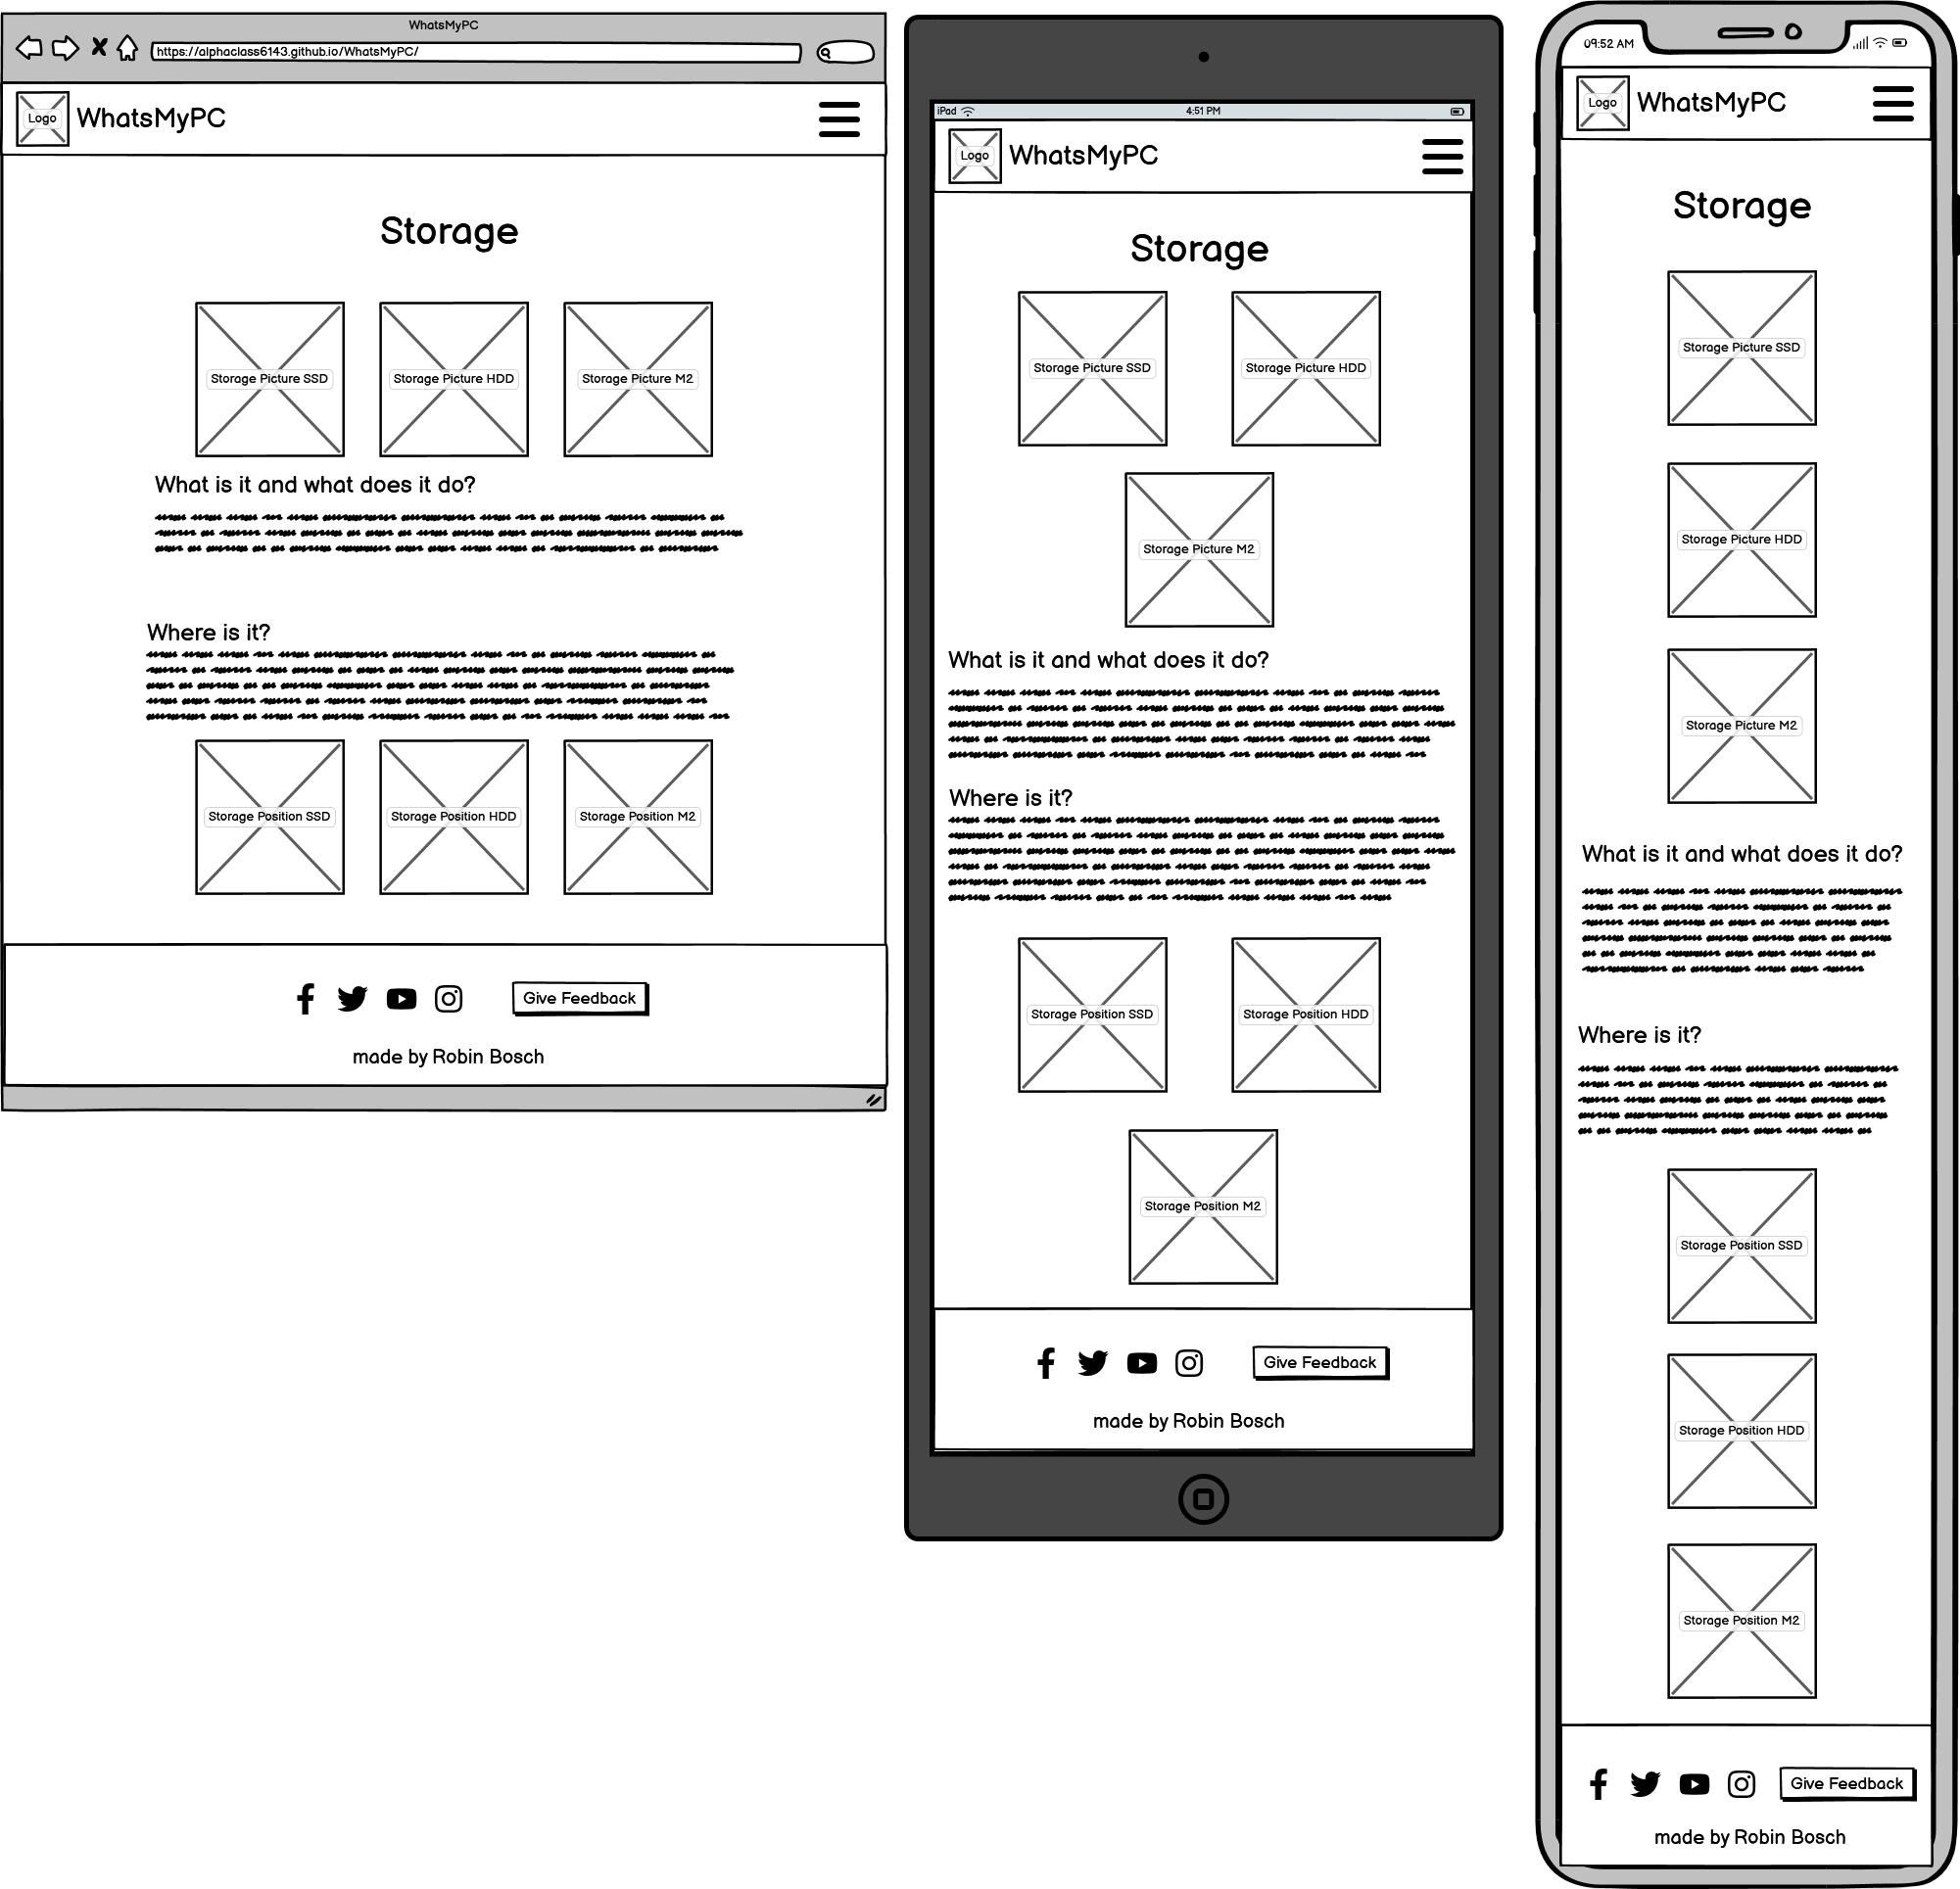 WhatsMyPC
https://alphaclass6143.github.io/WhatsMyPC/
Logo WhatsMyPC
Storage
Storage Picture SSD Storage Picture HDD Storage Picture M2
What is it and what does it do?
Where is it?
Storage Position SSD Storage Position HDD Storage Position M2
Give Feedback
made by Robin Bosch
iPad 4:51 PM
Logo WhatsMyPC
Storage
Storage Picture SSD Storage Picture HDD
Storage Picture M2
What is it and what does it do?
Where is it?
Storage Position SSD Storage Position HDD
Storage Position M2
Give Feedback
made by Robin Bosch
09:52 AM
Logo WhatsMyPC
Storage
Storage Picture SSD
Storage Picture HDD
Storage Picture M2
What is it and what does it do?
Where is it?
Storage Position SSD
Storage Position HDD
Storage Position M2
Give Feedback
made by Robin Bosch